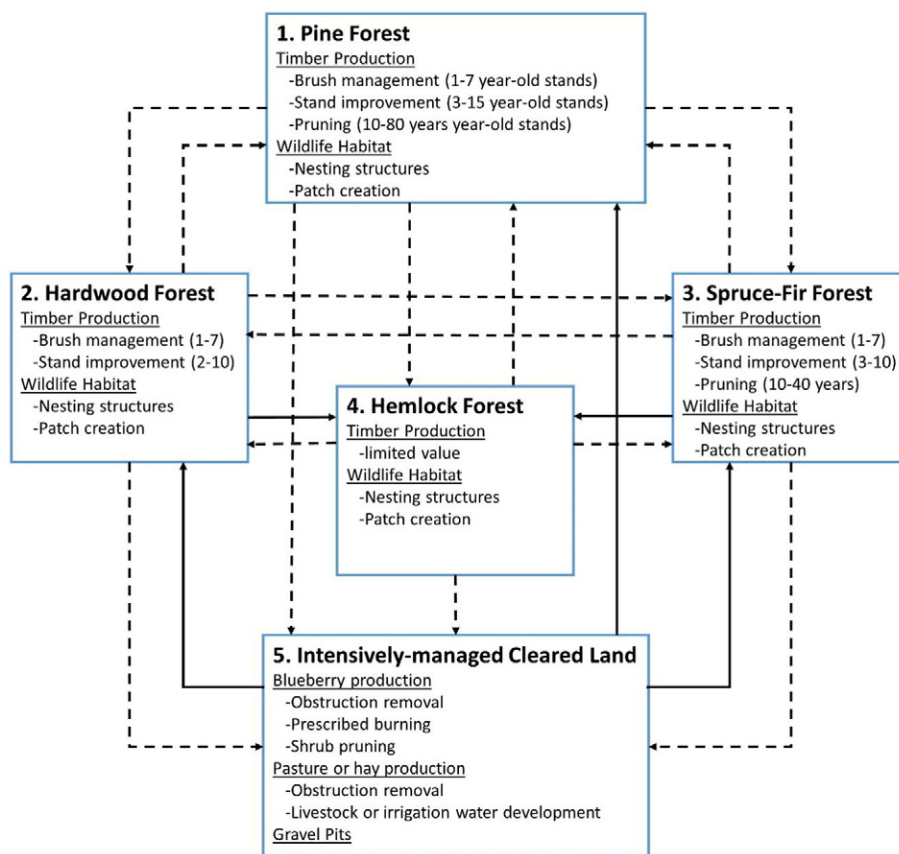 1. Pine Forest
Timber Production
-Brush management (1-7 year-old stands)
-Stand improvement (3-15 year-old stands)
-Pruning (10-80 years year-old stands)
Wildlife Habitat
-Nesting structures
-Patch creation
2. Hardwood Forest
Timber Production
-Brush management (1-7)
-Stand improvement (2-10)
Wildlife Habitat
-Nesting structures
-Patch creation
3. Spruce-Fir Forest
Timber Production
-Brush management (1-7)
-Stand improvement (3-10)
-Pruning (10-40 years)
Wildlife Habitat
-Nesting structures
-Patch creation
4. Hemlock Forest
Timber Production
-limited value
Wildlife Habitat
-Nesting structures
-Patch creation
5. Intensively-managed Cleared Land
Blueberry production
-Obstruction removal
-Prescribed burning
-Shrub pruning
Pasture or hay production
-Obstruction removal
-Livestock or irrigation water development
Gravel Pits